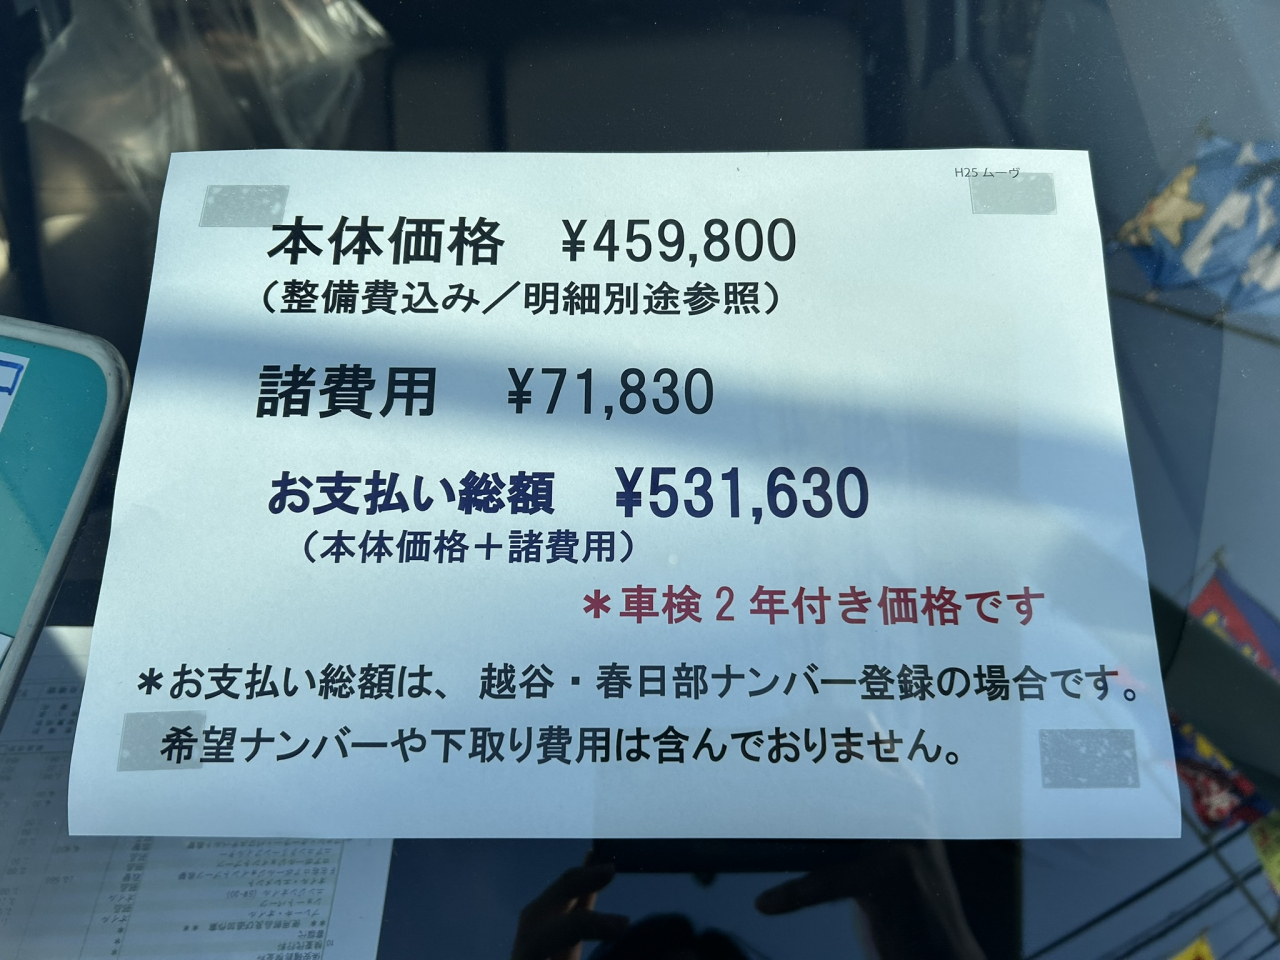 H25 ムーヴ
本体価格 ¥459,800
（整備費込み／明細別途参照）
諸費用 ¥71,830
お支払い総額 ¥531,630
（本体価格＋諸費用）
＊車検２年付き価格です
＊お支払い総額は、越谷・春日部ナンバー登録の場合です。
希望ナンバーや下取り費用は含んでおりません。